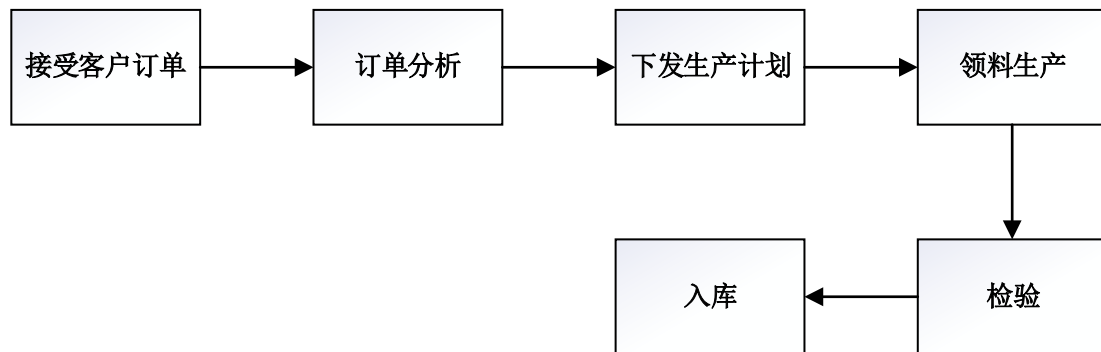 接受客户订单
订单分析
下发生产计划
领料生产
入库
检验